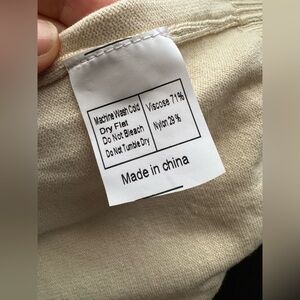 Machine Wash Cold
Dry Flat
Do Not Bleach
Do Not Tumble Dry
Viscose 71%
Nylon 29 %
Made in china